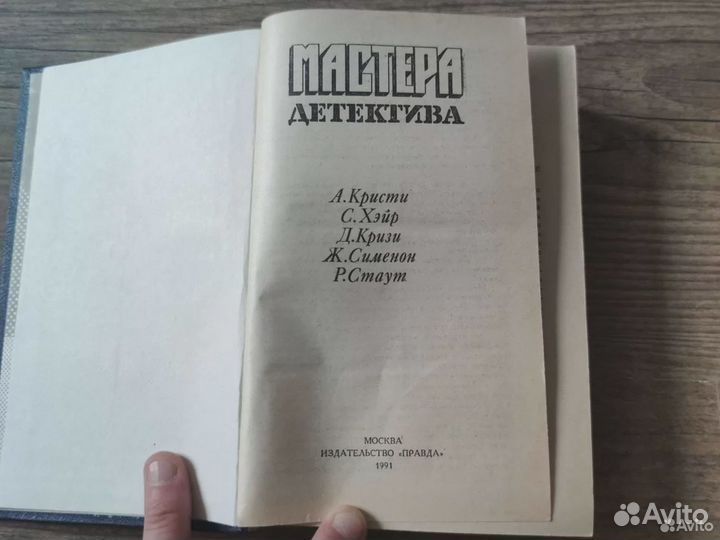 МАСТЕРА
ДЕТЕКТИВА
А.Кристи
С.Хэйр
Д.Кризи
Ж.Сименон
Р.Стаут
МОСКВА
ИЗДАТЕЛЬСТВО «ПРАВДА»
1991
Avito